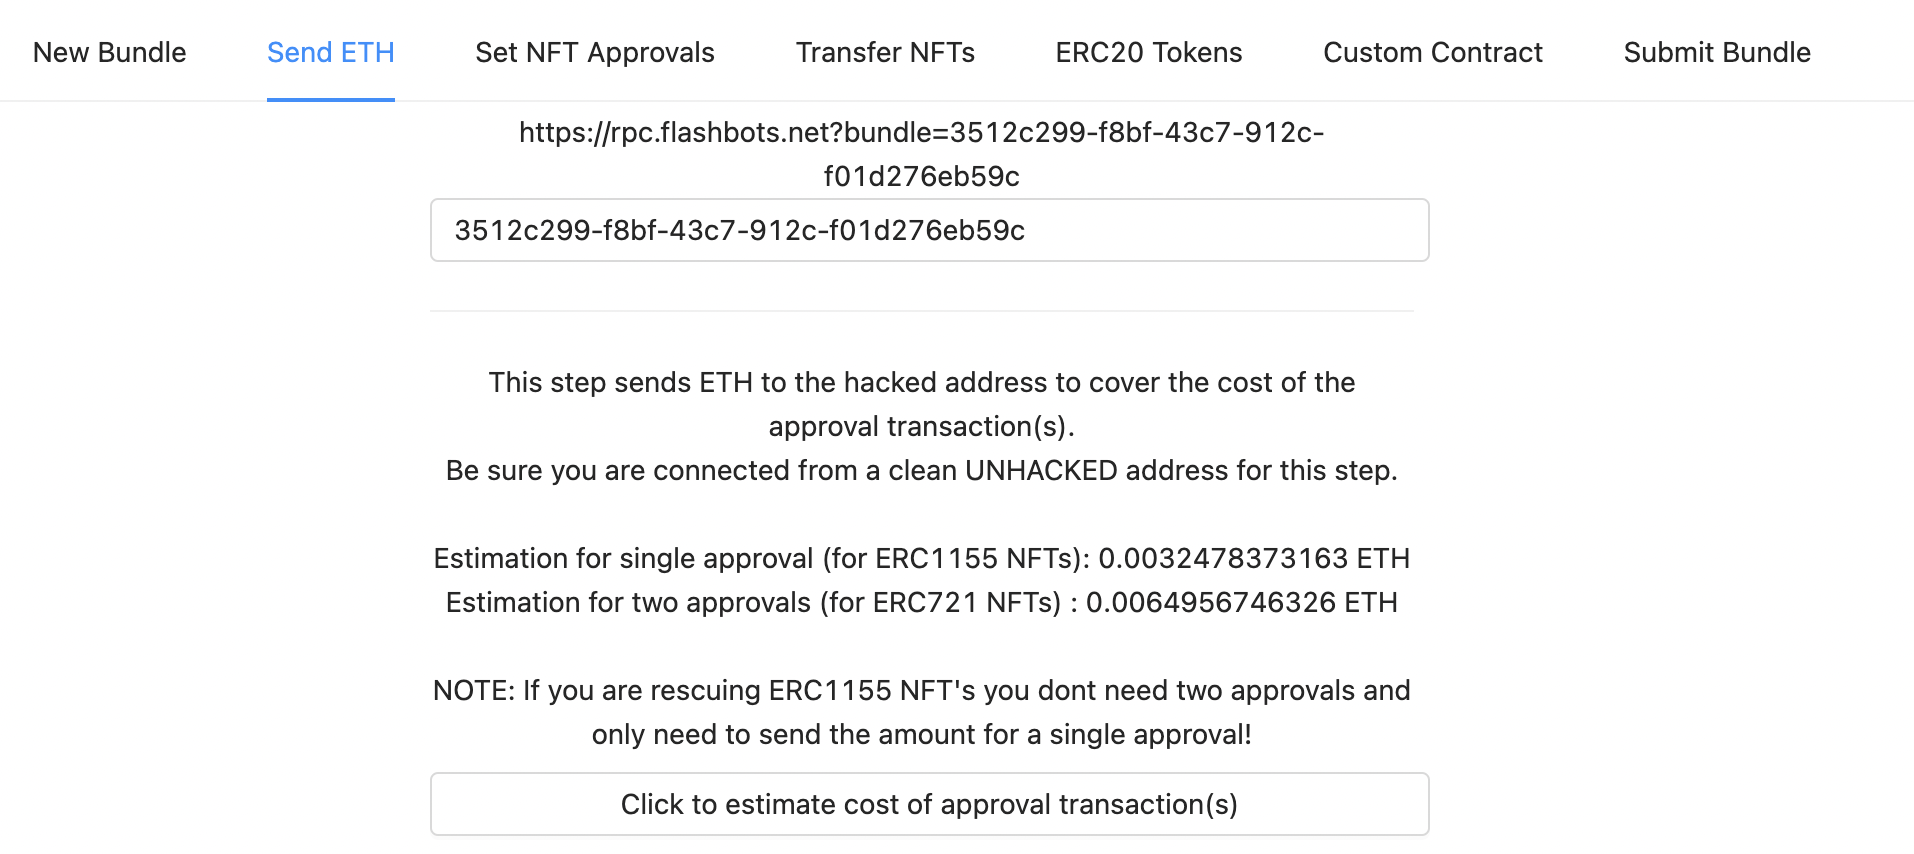 New Bundle Send ETH Set NFT Approvals Transfer NFTs ERC20 Tokens Custom Contract Submit Bundle
https://rpc.flashbots.net?bundle=3512c299-f8bf-43c7-912c-
f01d276eb59c
3512c299-f8bf-43c7-912c-f01d276eb59c
This step sends ETH to the hacked address to cover the cost of the
approval transaction(s).
Be sure you are connected from a clean UNHACKED address for this step.
Estimation for single approval (for ERC1155 NFTs): 0.0032478373163 ETH
Estimation for two approvals (for ERC721 NFTs) : 0.0064956746326 ETH
NOTE: If you are rescuing ERC1155 NFT's you dont need two approvals and
only need to send the amount for a single approval!
Click to estimate cost of approval transaction(s)